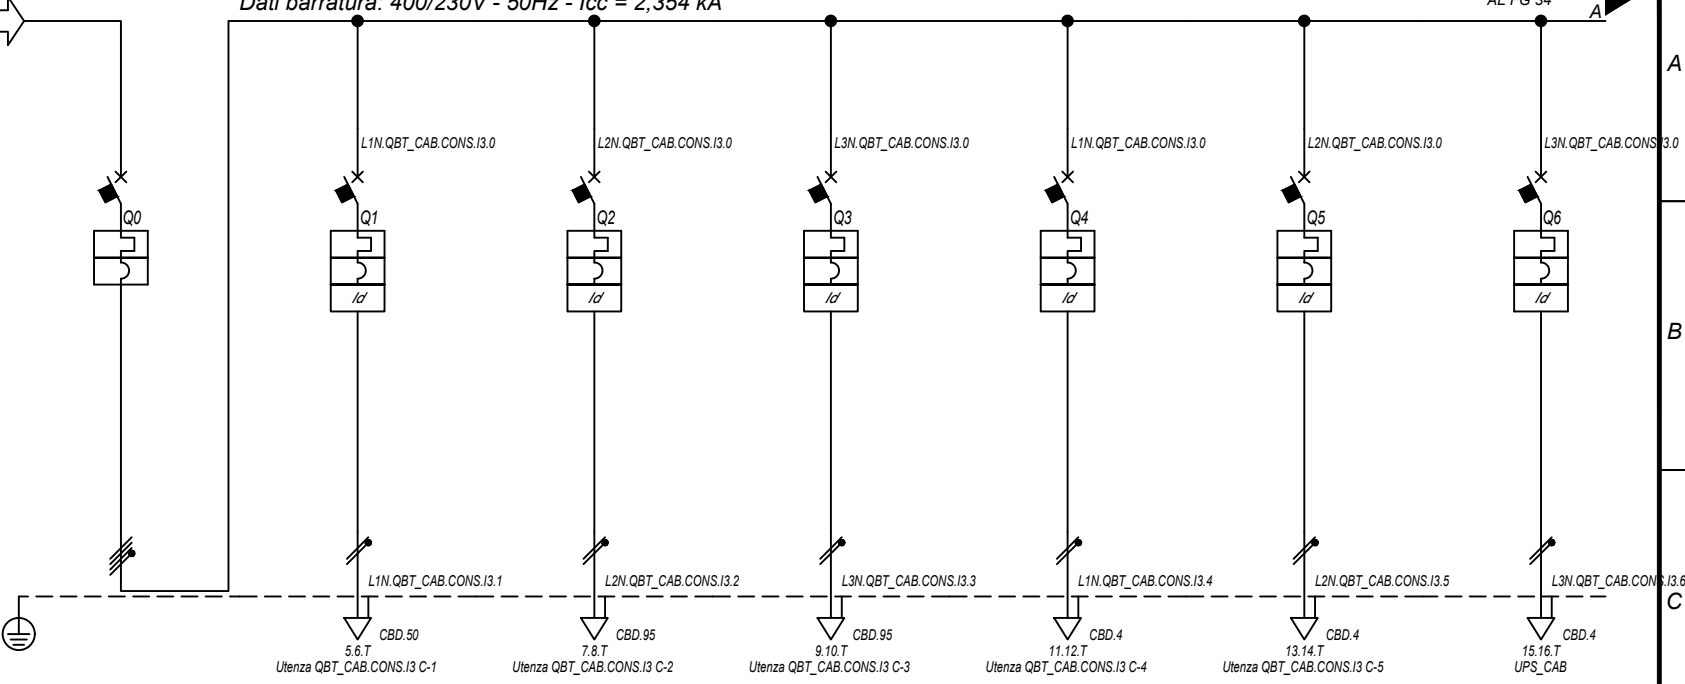 Dati barratura: 400/230V - 50Hz - Icc = 2,354 kA
A
A
L1N.QBT_CAB.CONS.I3.0
L2N.QBT_CAB.CONS.I3.0
L3N.QBT_CAB.CONS.I3.0
L1N.QBT_CAB.CONS.I3.0
L2N.QBT_CAB.CONS.I3.0
L3N.QBT_CAB.CONS.I3.0
Q0
Q1
Q2
Q3
Q4
Q5
Q6
Id
Id
Id
Id
Id
Id
B
L1N.QBT_CAB.CONS.I3.1
L2N.QBT_CAB.CONS.I3.2
L3N.QBT_CAB.CONS.I3.3
L1N.QBT_CAB.CONS.I3.4
L2N.QBT_CAB.CONS.I3.5
L3N.QBT_CAB.CONS.I3.6
C
CBD.50
CBD.95
CBD.95
CBD.4
CBD.4
CBD.4
5.6.T
7.8.T
9.10.T
11.12.T
13.14.T
15.16.T
Utenza QBT_CAB.CONS.I3 C-1
Utenza QBT_CAB.CONS.I3 C-2
Utenza QBT_CAB.CONS.I3 C-3
Utenza QBT_CAB.CONS.I3 C-4
Utenza QBT_CAB.CONS.I3 C-5
UPS_CAB